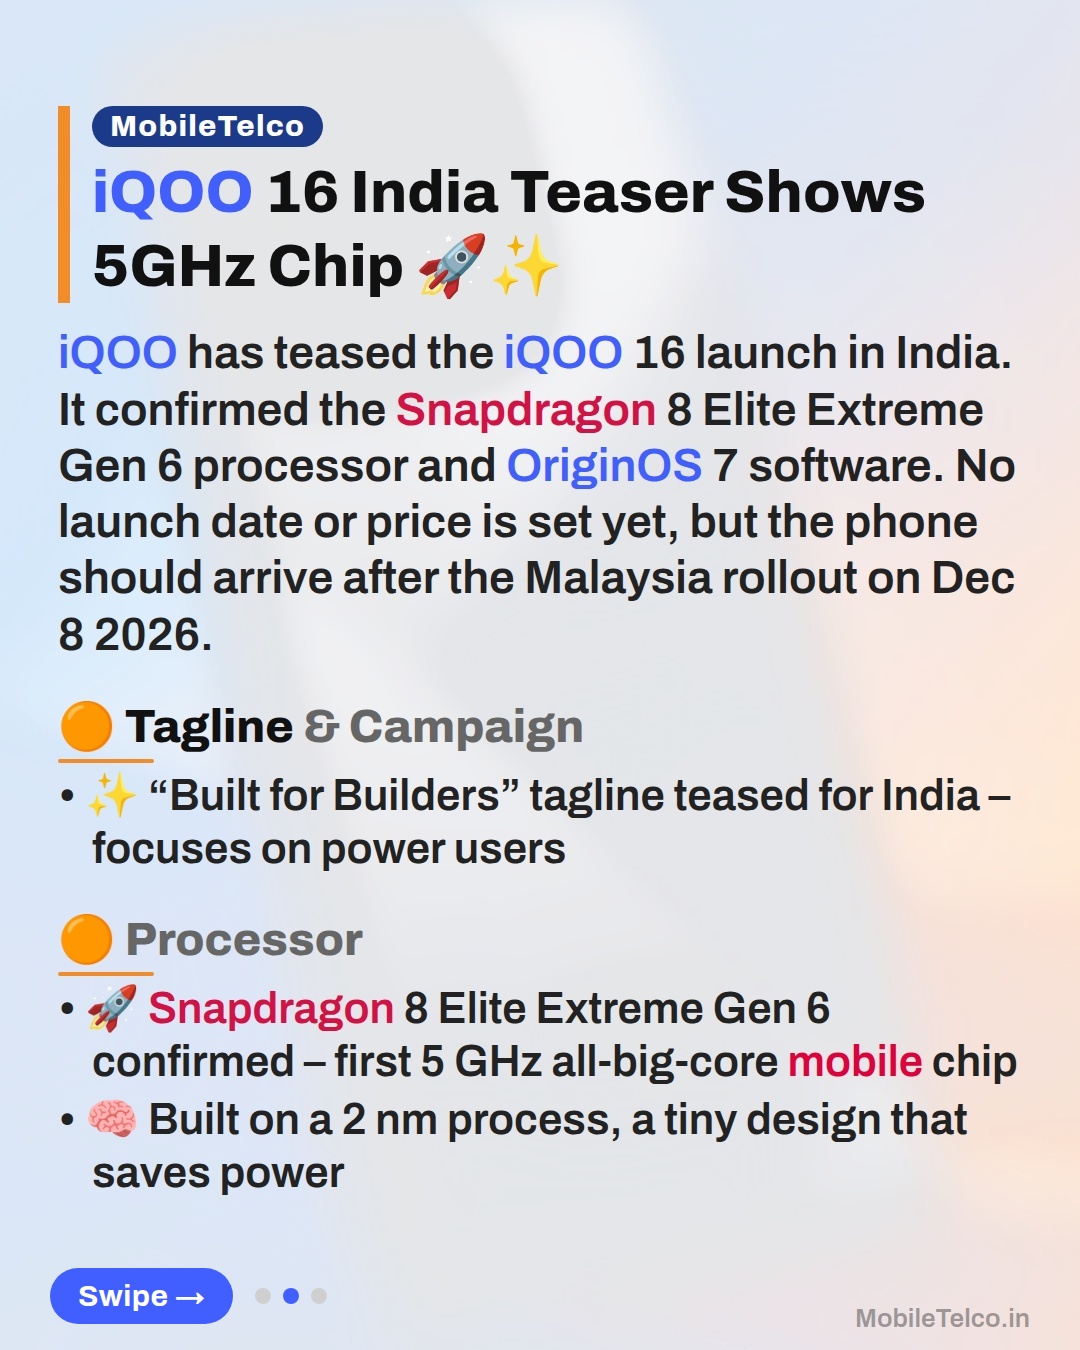 MobileTelco
iQOO 16 India Teaser Shows
5GHz Chip 🚀✨
iQOO has teased the iQOO 16 launch in India.
It confirmed the Snapdragon 8 Elite Extreme
Gen 6 processor and OriginOS 7 software. No
launch date or price is set yet, but the phone
should arrive after the Malaysia rollout on Dec
8 2026.
🟠 Tagline & Campaign
• ✨ “Built for Builders” tagline teased for India –
focuses on power users
🟠 Processor
• 🚀 Snapdragon 8 Elite Extreme Gen 6
confirmed – first 5 GHz all-big-core mobile chip
• 🧠 Built on a 2 nm process, a tiny design that
saves power
Swipe →
MobileTelco.in